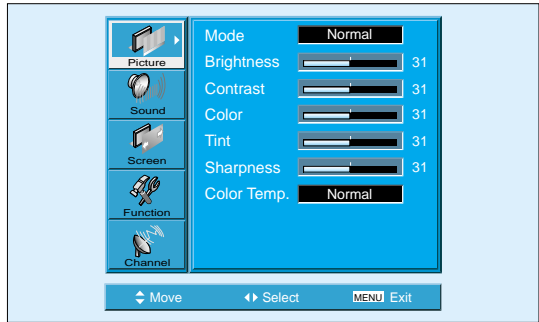 Picture
Sound
Screen
Function
Channel
Mode Normal
Brightness 31
Contrast 31
Color 31
Tint 31
Sharpness 31
Color Temp. Normal
Move Select MENU Exit